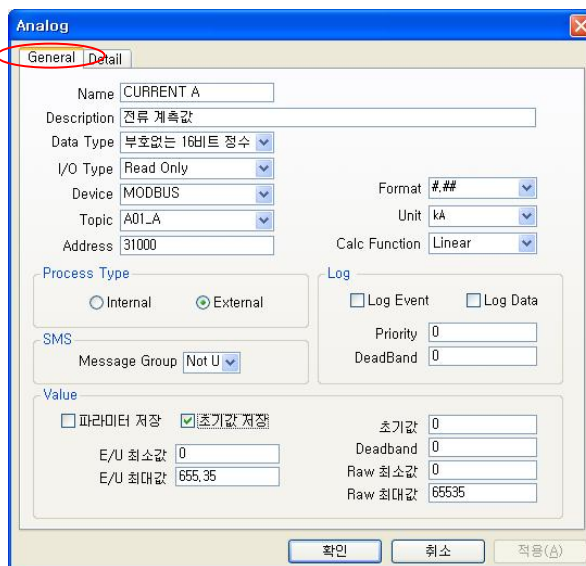 Analog
General Detail
Name CURRENT A
Description 전류 계측값
Data Type 부호없는 16비트 정수
I/O Type Read Only
Device MODBUS
Topic A01_A
Address 31000
Format #.##
Unit kA
Calc Function Linear
Process Type
Internal External
SMS
Message Group Not U
Log
Log Event Log Data
Priority 0
DeadBand 0
Value
파라미터 저장 초기값 저장
E/U 최소값 0
E/U 최대값 655.35
초기값 0
Deadband 0
Raw 최소값 0
Raw 최대값 65535
확인 취소 적용(A)